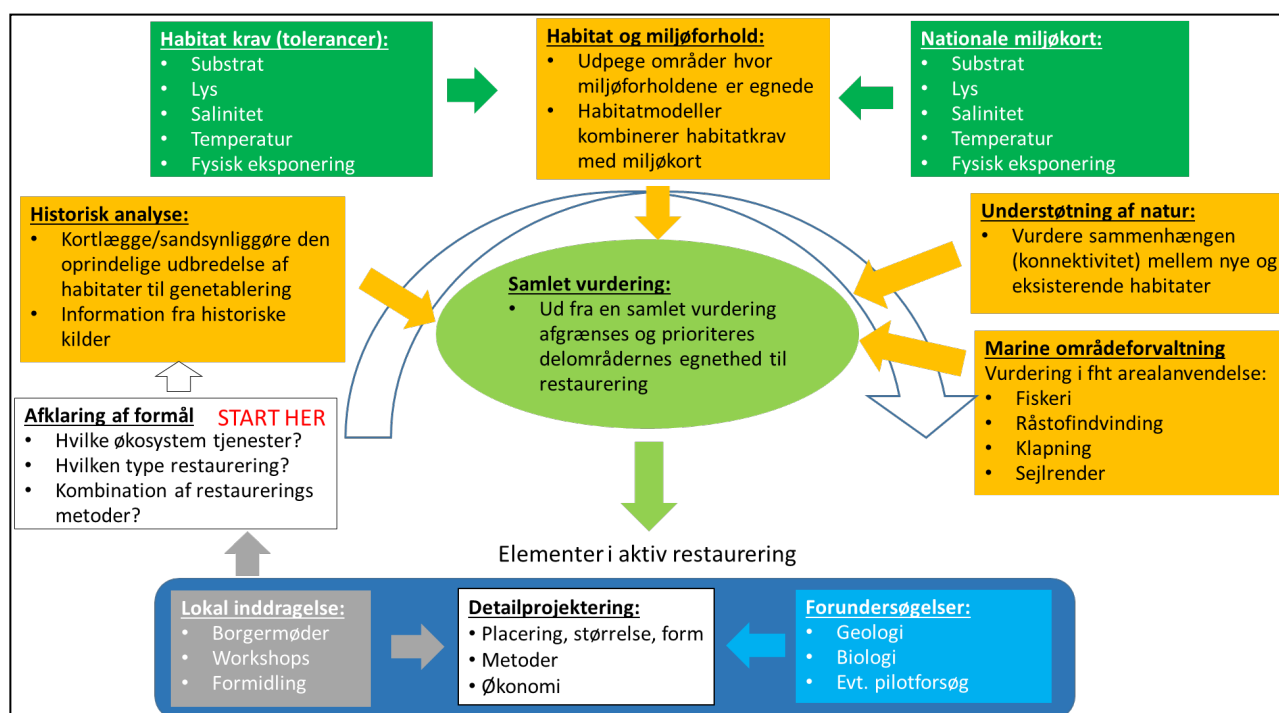 Habitat krav (tolerancer):
• Substrat
• Lys
• Salinitet
• Temperatur
• Fysisk eksponering
Habitat og miljøforhold:
• Udpege områder hvor
miljøforholdene er egnede
• Habitatmodeller
kombinerer habitatkrav
med miljøkort
Nationale miljøkort:
• Substrat
• Lys
• Salinitet
• Temperatur
• Fysisk eksponering
Historisk analyse:
• Kortlægge/sandsynliggøre den
oprindelige udbredelse af
habitater til genetablering
• Information fra historiske
kilder
Samlet vurdering:
• Ud fra en samlet vurdering
afgrænses og prioriteres
delområdernes egnethed til
restaurering
Understøtning af natur:
• Vurdere sammenhængen
(konnektivitet) mellem nye og
eksisterende habitater
Marine områdeforvaltning
Vurdering i fht arealanvendelse:
• Fiskeri
• Råstofindvinding
• Klapning
• Sejlrender
Afklaring af formål START HER
• Hvilke økosystem tjenester?
• Hvilken type restaurering?
• Kombination af restaurerings
metoder?
Elementer i aktiv restaurering
Lokal inddragelse:
• Borgermøder
• Workshops
• Formidling
Detailprojektering:
• Placering, størrelse, form
• Metoder
• Økonomi
Forundersøgelser:
• Geologi
• Biologi
• Evt. pilotforsøg